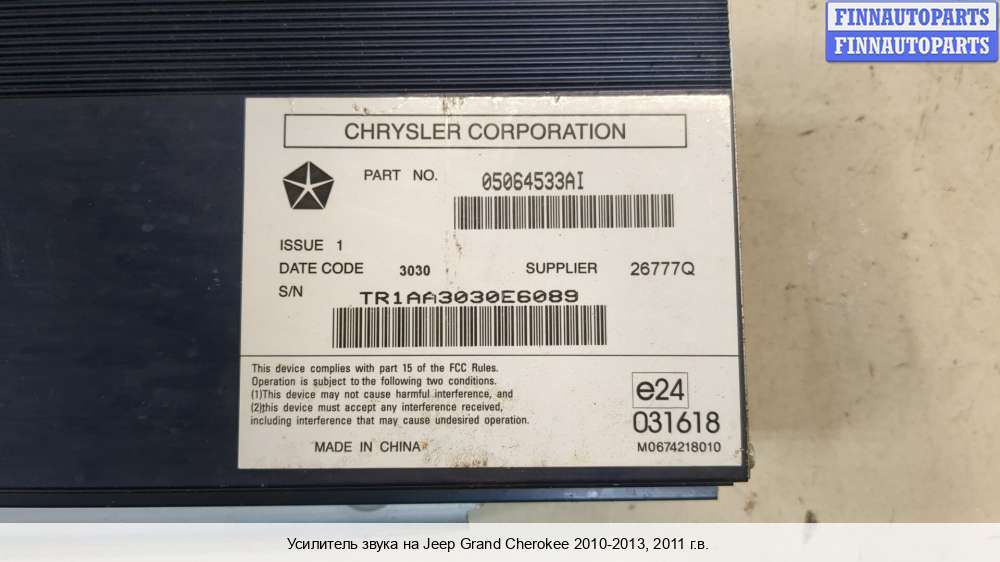 FINNAUTOPARTS
FINNAUTOPARTS
CHRYSLER CORPORATION
PART NO. 05064533AI
ISSUE 1
DATE CODE 3030 SUPPLIER 26777Q
S/N TR1AA3030E6089
This device complies with part 15 of the FCC Rules.
Operation is subject to the following two conditions.
(1)This device may not cause harmful interference, and
(2)this device must accept any interference received,
including interference that may cause undesired operation.
e24
031618
MADE IN CHINA
M0674218010
Усилитель звука на Jeep Grand Cherokee 2010-2013, 2011 г.в.